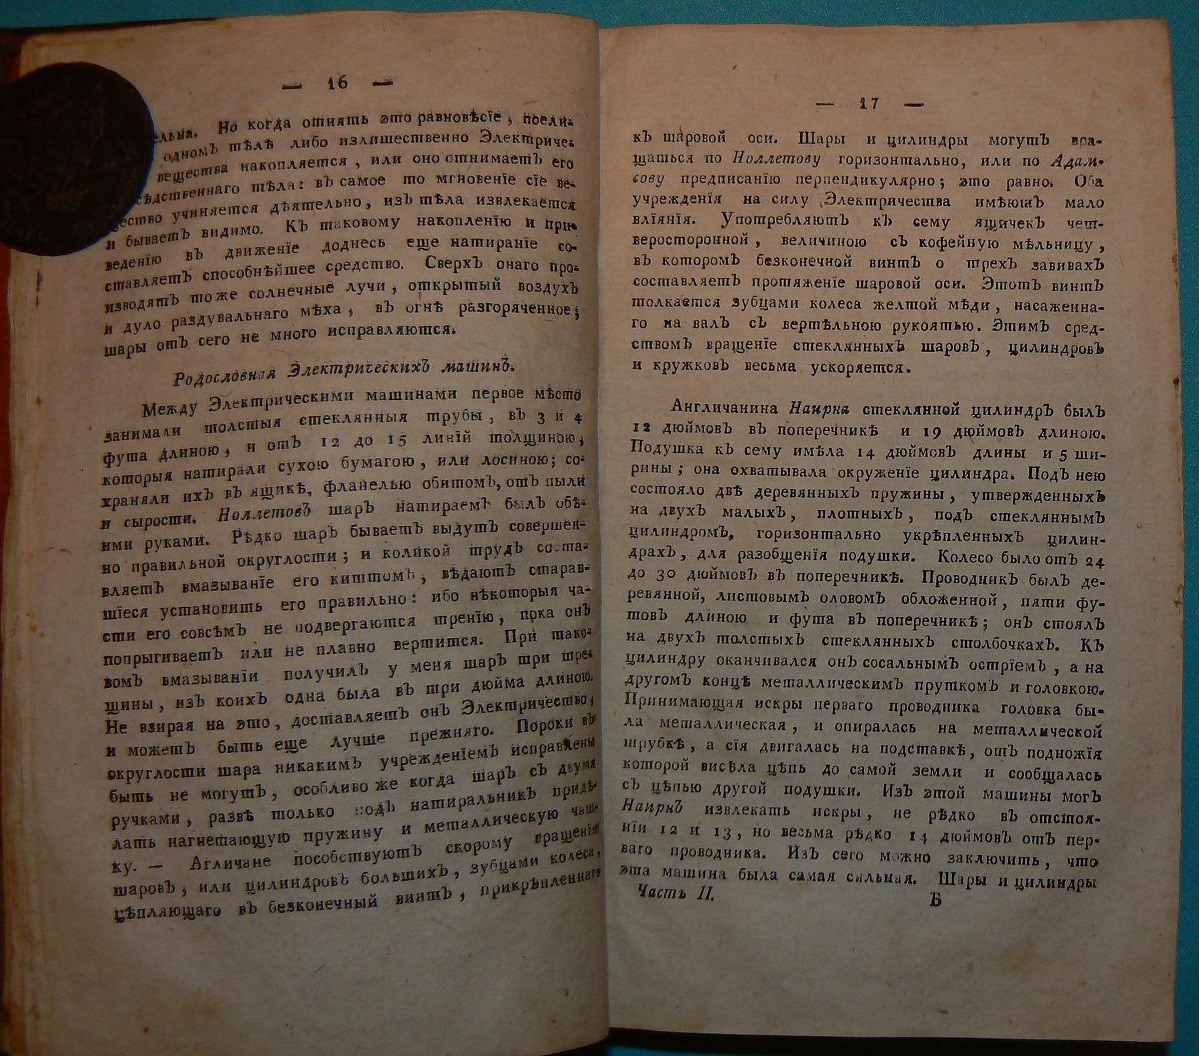 — 16 —
Но когда отнять это равновѣсіе, поели-
одномъ тѣлѣ либо излишественно Электриче-
вещества накопляется, или оно отнимаетъ его
тѣла: въ самое то мгновеніе сіе ве-
учиняется дѣятельно, изъ тѣла извлекается
и бываетъ видимо. Къ таковому накопленію и при-
веденію въ движеніе доднесь еще натираніе со-
ставляетъ способнѣйшее средство. Сверхъ онаго про-
изводятъ тоже солнечные лучи, открытый воздухъ
и дуло раздувальнаго мѣха, въ огнѣ разгоряченное;
шары отъ сего не много исправляются.
Родословная Электрическихъ машинъ.
Между Электрическими машинами первое мѣсто
занимали толстыя стеклянныя трубы, въ 3 и 4
фута длиною, и отъ 12 до 15 линій толщиною,
которыя натирали сухою бумагою, или лосиною; со-
храняли ихъ въ ящикѣ, фланелью обитомъ, отъ пыли
и сырости. Ноллетовъ шаръ натираемъ былъ обѣ-
ими руками. Рѣдко шаръ бываетъ выдутъ совершен-
но правильной округлости; и коликой трудъ соста-
вляетъ вмазываніе его киттомъ, вѣдаютъ старав-
шіеся установить его правильно: ибо нѣкоторыя ча-
сти его совсѣмъ не подвергаются тренію, пока онъ
попрыгиваетъ или не плавно вертится. При тако-
вомъ вмазываніи получилъ у меня шаръ три тре-
щины, изъ коихъ одна была въ три дюйма длиною.
Не взирая на это, доставляетъ онъ Электричество,
и можетъ быть еще лучше прежняго. Пороки въ
округлости шара никакимъ учрежденіемъ исправлены
быть не могутъ, особливо же когда шаръ съ двумя
ручками, развѣ только подъ натиральникъ придѣ-
лать нагнетающую пружину и металлическую чаш-
ку. — Агличане пособствуютъ скорому вращенію
шаровъ, или цилиндровъ большихъ, зубцами колеса,
цѣпляющаго въ безконечный винтъ, прикрѣпленнаго
— 17 —
къ шаровой оси. Шары и цилиндры могутъ вра-
щаться по Ноллетову горизонтально, или по Адам-
сову предписанію перпендикулярно; это равно. Оба
учрежденія на силу Электричества имѣютъ мало
вліянія. Употребляютъ къ сему ящичек чет-
веросторонной, величиною съ кофейную мѣльницу,
въ котором безконечной винтъ о трех завивахъ
составляетъ протяженіе шаровой оси. Этотъ винтъ
толкается зубцами колеса желтой мѣди, насаженна-
го на вал съ вертѣльною рукоятью. Этимъ сред-
ствомъ вращеніе стеклянныхъ шаровъ, цилиндровъ
и кружков весьма ускоряется.
Англичанина Наирна стеклянной цилиндръ былъ
12 дюймовъ въ поперечникѣ и 19 дюймовъ длиною.
Подушка къ сему имѣла 14 дюймовъ длины и 5 ши-
рины; она охватывала окруженіе цилиндра. Подъ нею
состояло двѣ деревянныхъ пружины, утвержденныхъ
на двухъ малыхъ, плотныхъ, подъ стекляннымъ
цилиндромъ, горизонтально укрѣпленныхъ цилин-
драхъ, для разобщенія подушки. Колесо было отъ 24
до 30 дюймовъ въ поперечникѣ. Проводникъ былъ де-
ревянной, листовымъ оловомъ обложенной, пяти фу-
товъ длиною и фута въ поперечникѣ; онъ стоялъ
на двухъ толстыхъ стеклянныхъ столбочкахъ. Къ
цилиндру оканчивался онъ сосальнымъ остріемъ, а на
другомъ концѣ металлическимъ пруткомъ и головкою.
Принимающая искры перваго проводника головка бы-
ла металлическая, и опиралась на металлической
трубкѣ, а сія двигалась на подставкѣ, отъ подножія
которой висѣла цѣпь до самой земли и сообщалась
съ цѣпью другой подушки. Изъ этой машины могъ
Наирнъ извлекать искры, не рѣдко въ отстоя-
ніи 12 и 13, но весьма рѣдко 14 дюймовъ отъ пер-
ваго проводника. Изъ сего можно заключить, что
эта машина была самая сильная. Шары и цилиндры
Часть II. Б